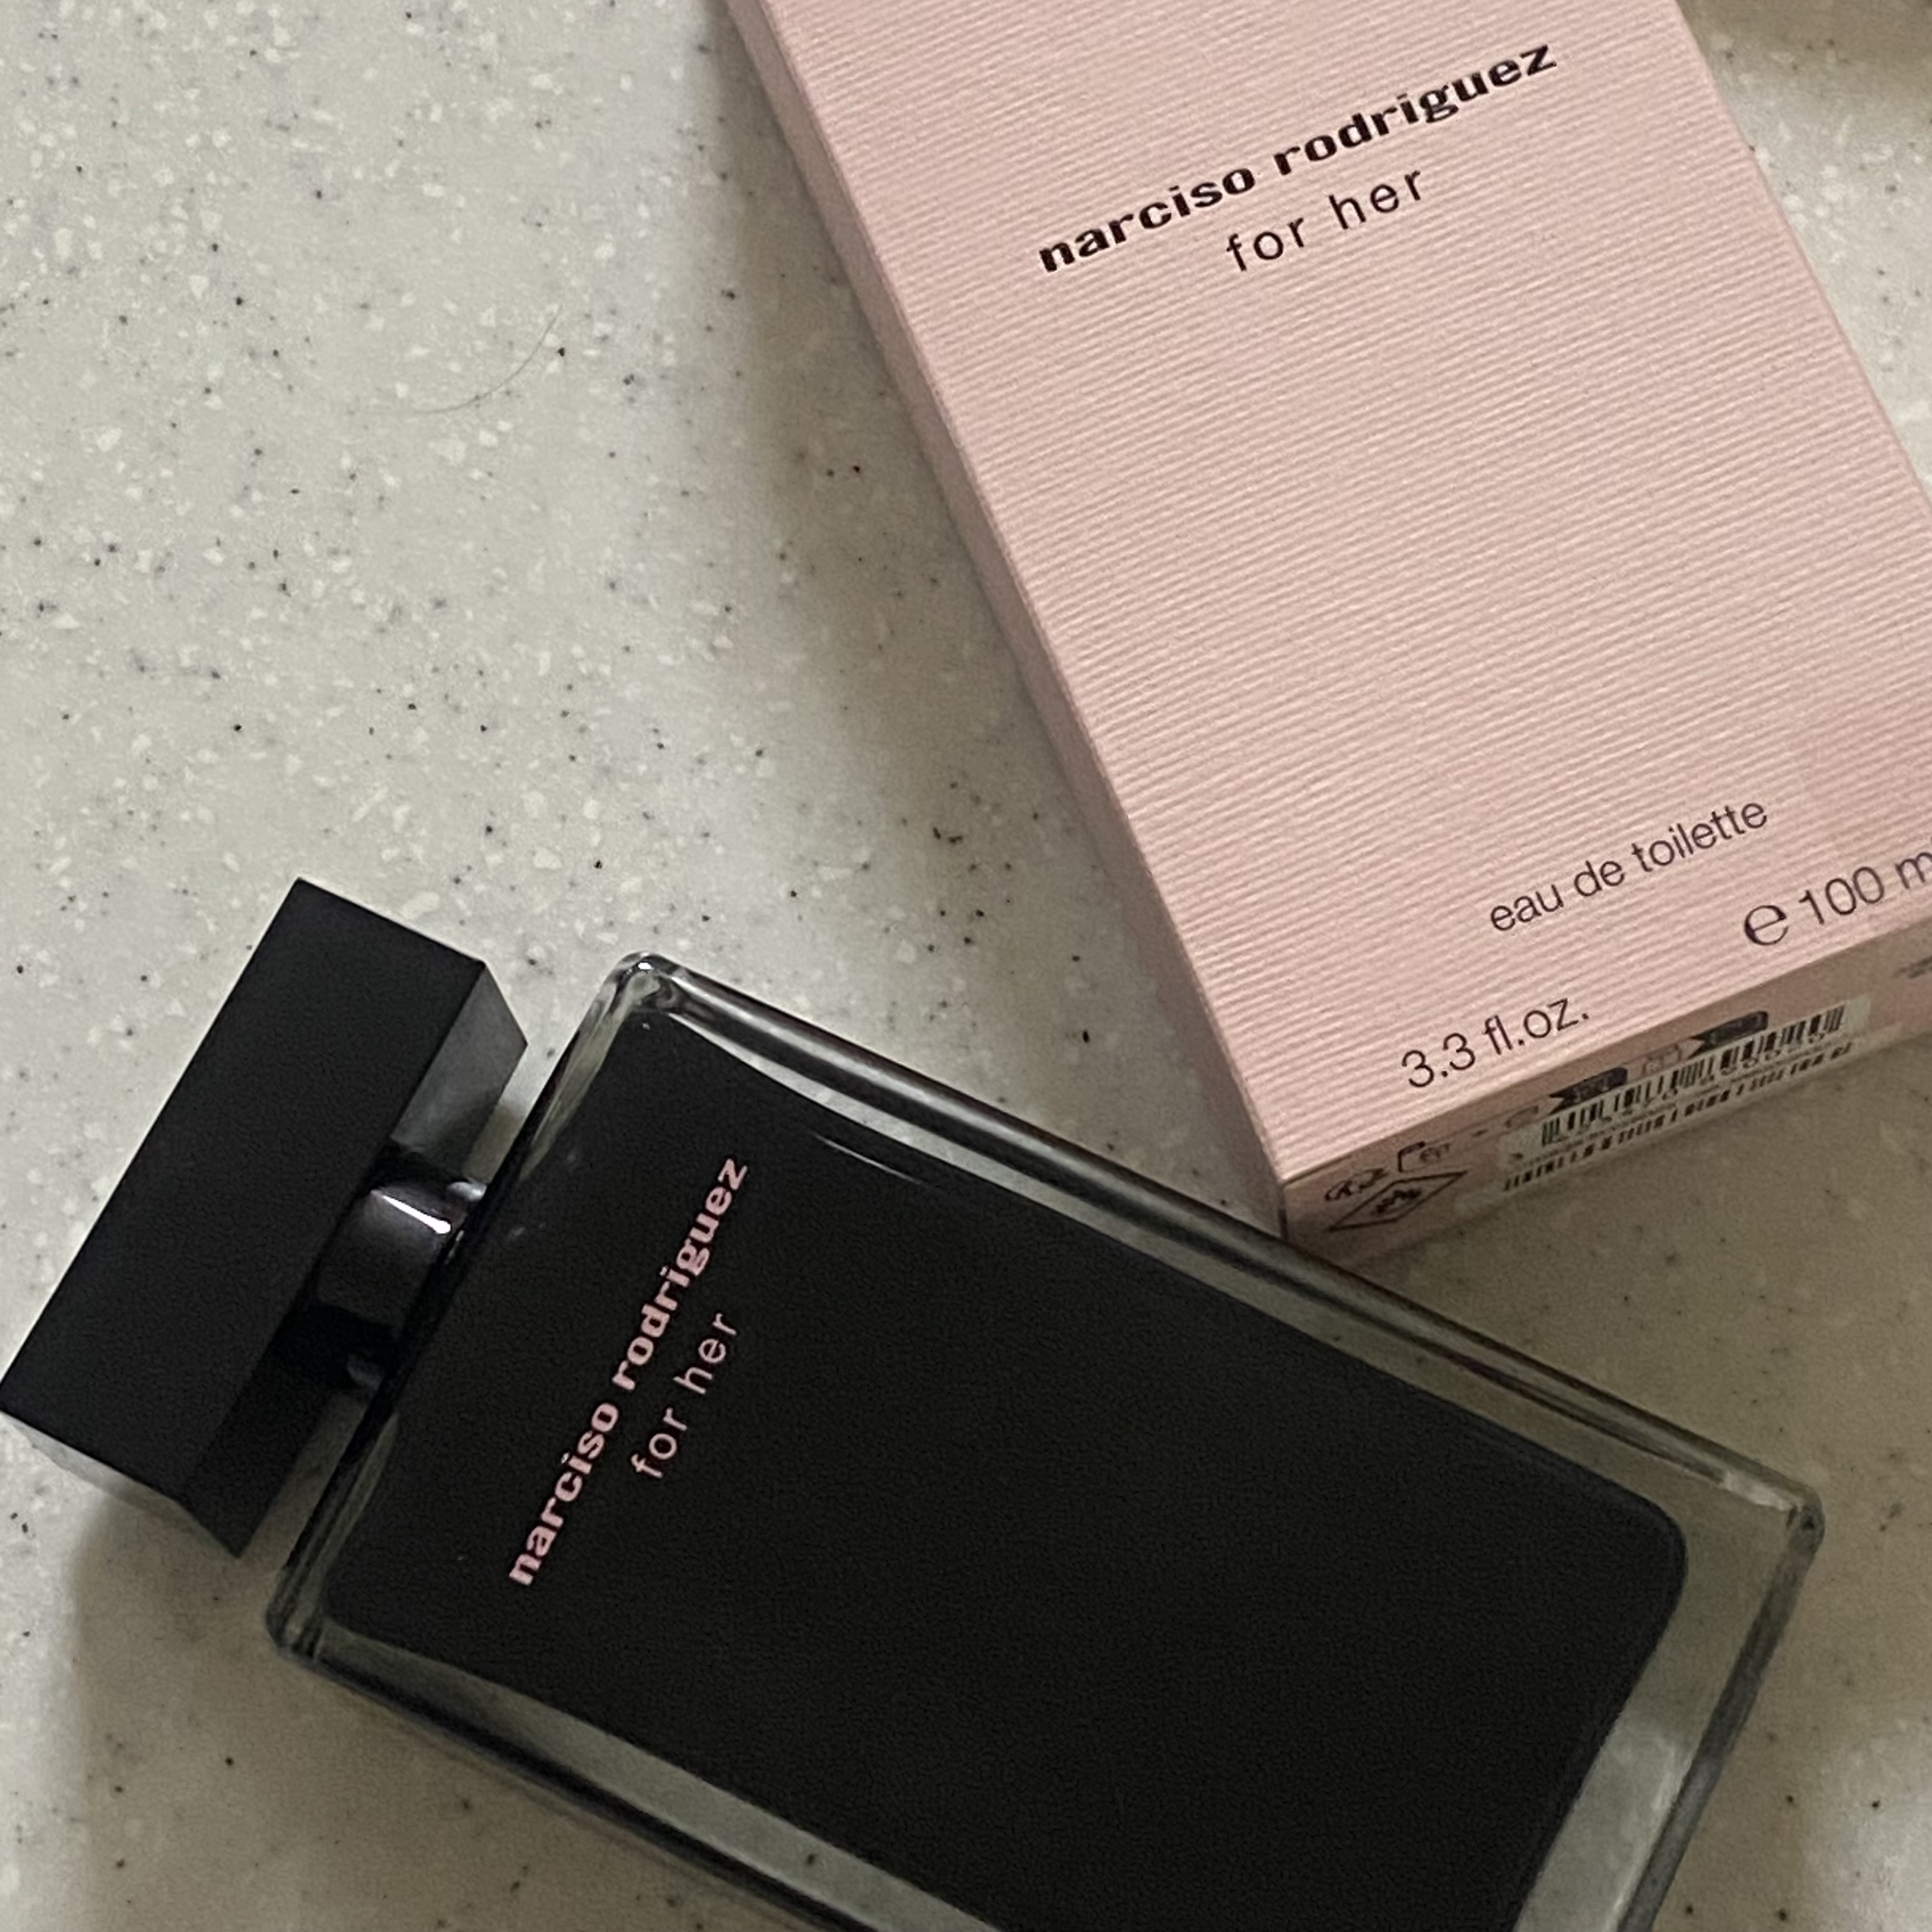 narciso rodriguez
for her
eau de toilette
3.3 fl.oz.
e 100 m
narciso rodriguez
for her